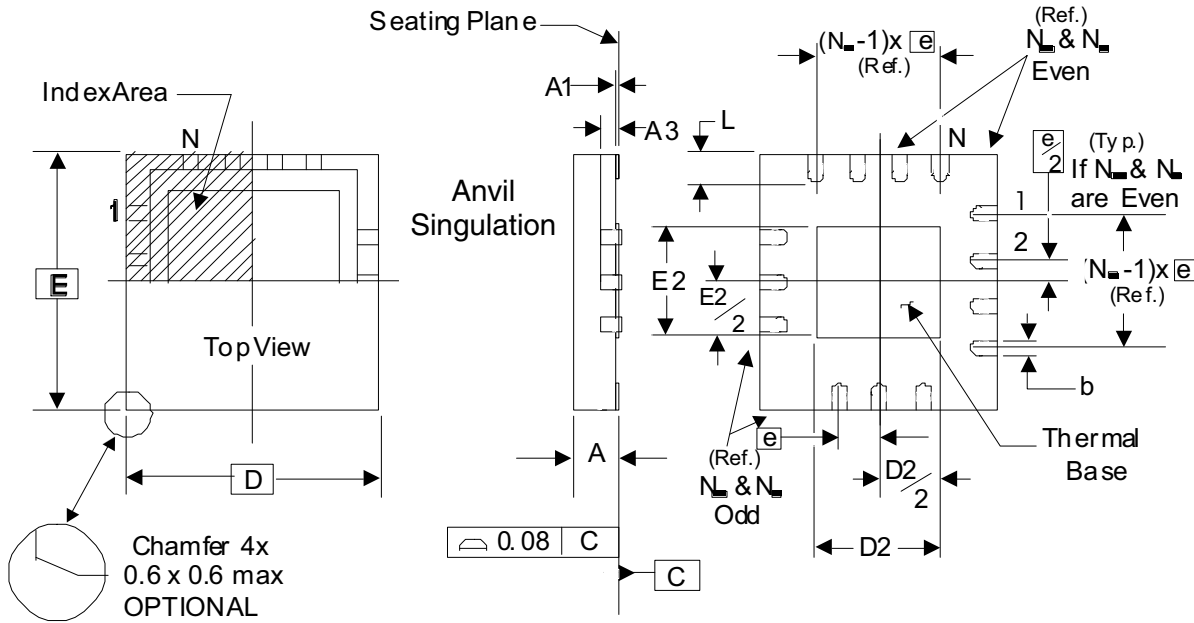 Seating Plane
IndexArea
N
1
E
Top View
D
Chamfer 4x
0.6 x 0.6 max
OPTIONAL
A1
A3
L
Anvil
Singulation
A
0.08 C
C
E2
E2/2
(Ref.)
&
Odd
e
D2/2
D2
(N -1)x e
(Ref.)
(Ref.)
N & N
Even
N
e/2
(Typ.)
If N & N
are Even
1
2
(N -1)x e
(Ref.)
b
Thermal
Base